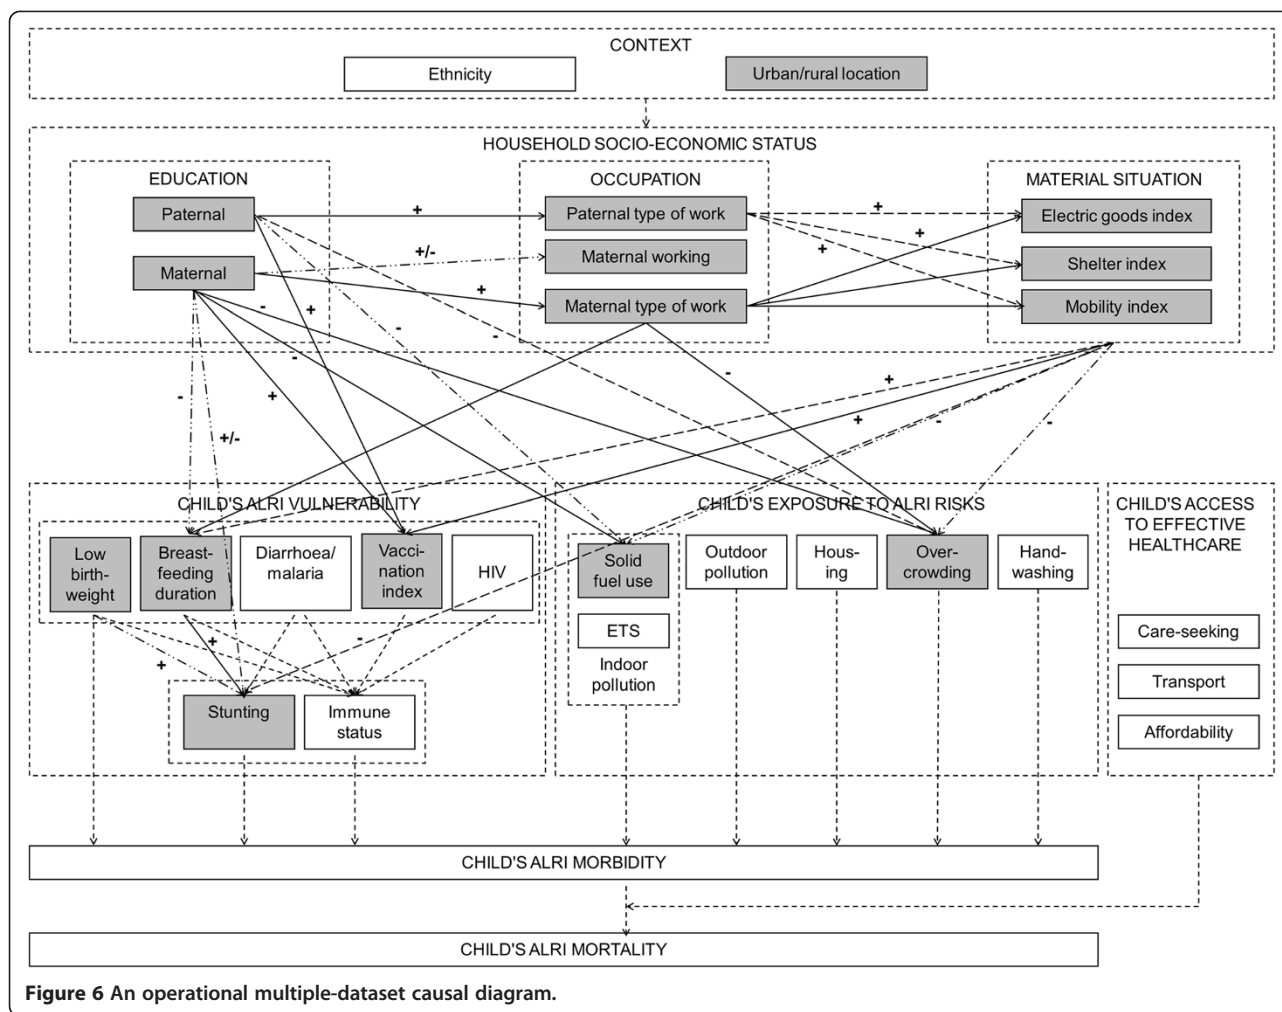 CONTEXT
Ethnicity
Urban/rural location
HOUSEHOLD SOCIO-ECONOMIC STATUS
EDUCATION
OCCUPATION
MATERIAL SITUATION
Paternal
+
Paternal type of work
+
Electric goods index
+
+/-
Maternal working
+
Maternal
Shelter index
+
Maternal type of work
Mobility index
-
+
-
-
-
-
+
-
+
+
-
-
-
+/-
CHILD'S ALRI VULNERABILITY
CHILD'S EXPOSURE TO ALRI RISKS
CHILD'S ACCESS
TO EFFECTIVE
HEALTHCARE
Low
birth-
weight
Breast-
feeding
duration
Diarrhoea/
malaria
Vacci-
nation
index
HIV
Solid
fuel use
Outdoor
pollution
Hous-
ing
Over-
crowding
Hand-
washing
ETS
Indoor
pollution
Care-seeking
Transport
Affordability
+
+
-
Stunting
Immune
status
CHILD'S ALRI MORBIDITY
CHILD'S ALRI MORTALITY
Figure 6 An operational multiple-dataset causal diagram.